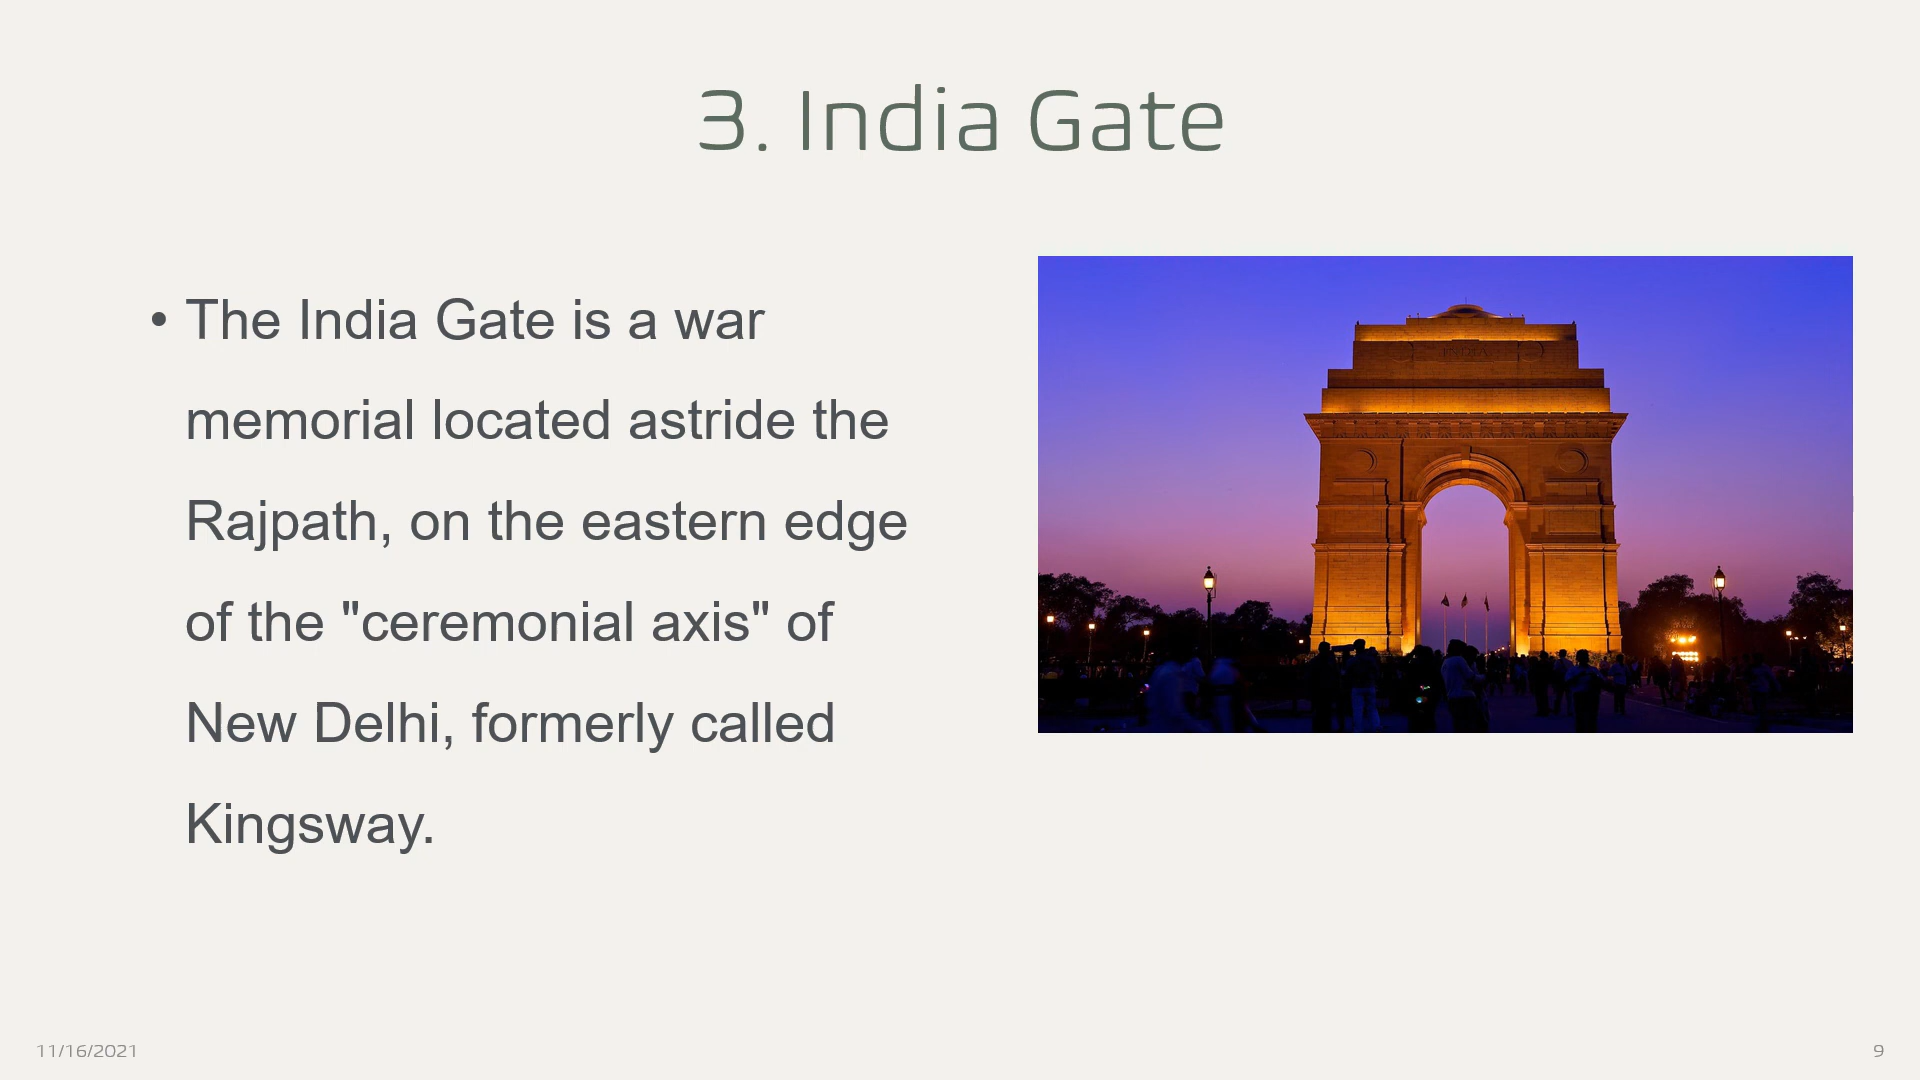 3. India Gate
• The India Gate is a war
memorial located astride the
Rajpath, on the eastern edge
of the "ceremonial axis" of
New Delhi, formerly called
Kingsway.
11/16/2021
9